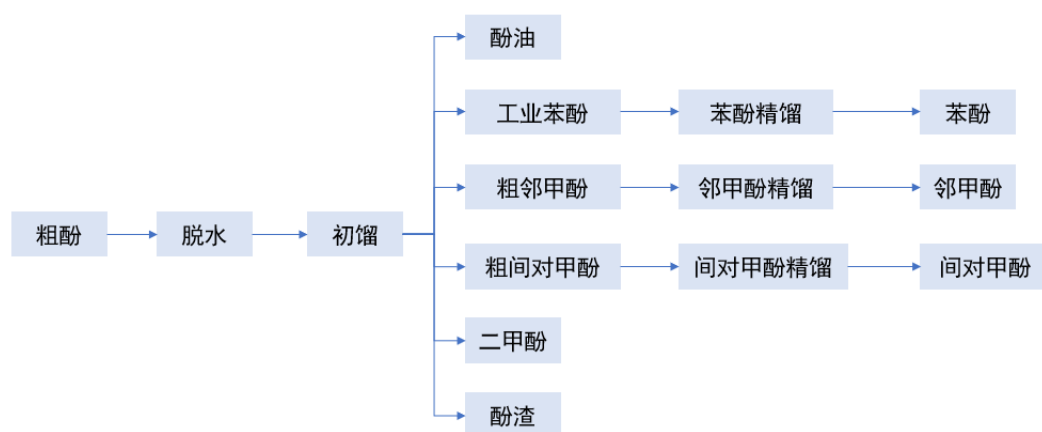 酚油
工业苯酚
苯酚精馏
苯酚
粗邻甲酚
邻甲酚精馏
邻甲酚
粗酚
脱水
初馏
粗间对甲酚
间对甲酚精馏
间对甲酚
二甲酚
酚渣